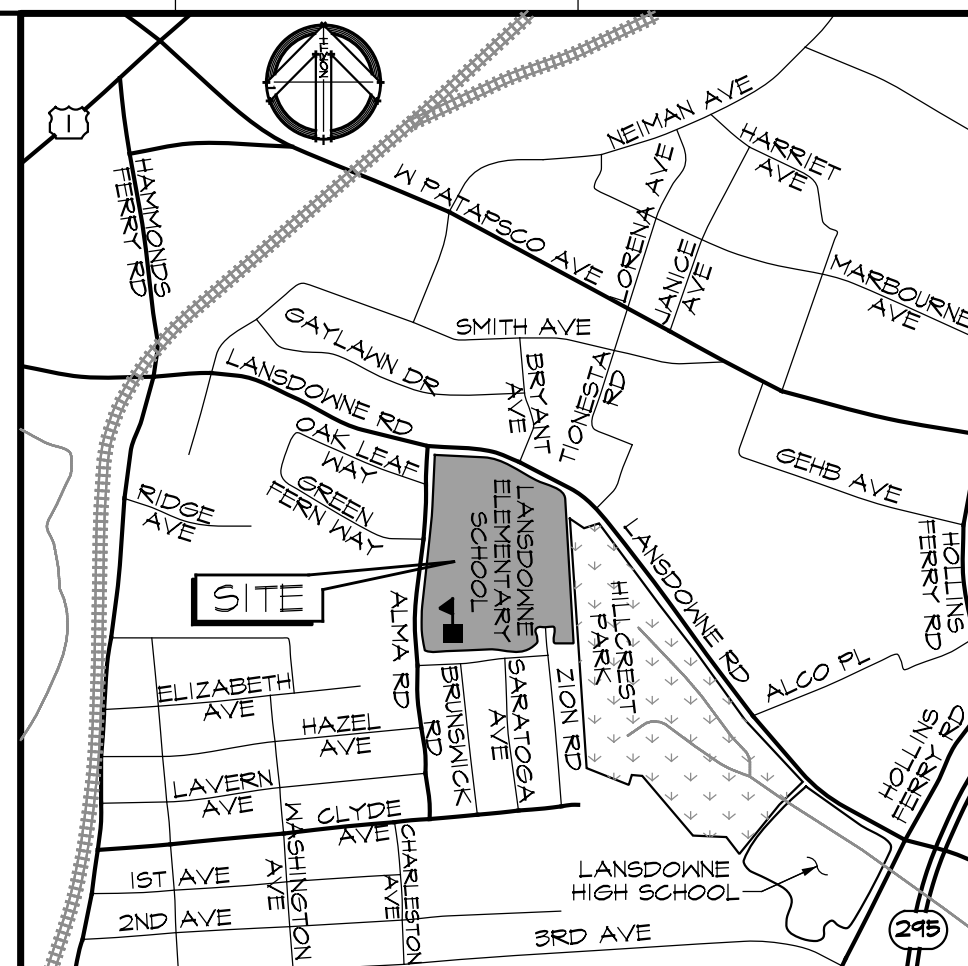 NORTH
1
NEIMAN AVE
HARRIET
AVE
HAMMONDS
FERRY RD
W PATAPSCO AVE
LORENA AVE
JANICE
AVE
MARBOURNE
AVE
GAYLAWN DR
SMITH AVE
LANSDOWNE RD
BRYANT
AVE
TIONESTA
RD
OAK LEAF
WAY
GREEN
FERN WAY
GEHB AVE
RIDGE
AVE
LANSDOWNE
ELEMENTARY
SCHOOL
LANSDOWNE RD
HOLLINS
FERRY RD
SITE
HILLCREST
PARK
ALMA RD
ALCO PL
ELIZABETH
AVE
HAZEL
AVE
BRUNSWICK
RD
SARATOGA
AVE
ZION RD
HOLLINS
FERRY RD
LAVERN
AVE
CLYDE
AVE
WASHINGTON
AVE
CHARLESTON
AVE
1ST AVE
2ND AVE
LANSDOWNE
HIGH SCHOOL
3RD AVE
295